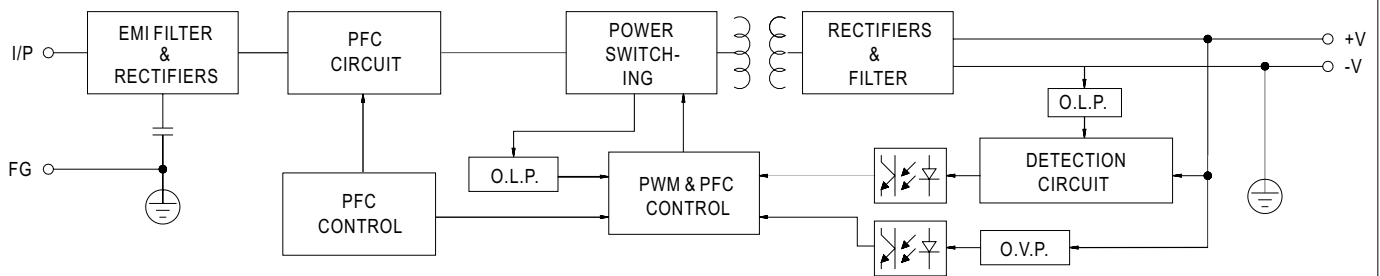 I/P
EMI FILTER
&
RECTIFIERS
PFC
CIRCUIT
POWER
SWITCH-
ING
RECTIFIERS
&
FILTER
+V
-V
O.L.P.
FG
O.L.P.
PFC
CONTROL
PWM & PFC
CONTROL
DETECTION
CIRCUIT
O.V.P.